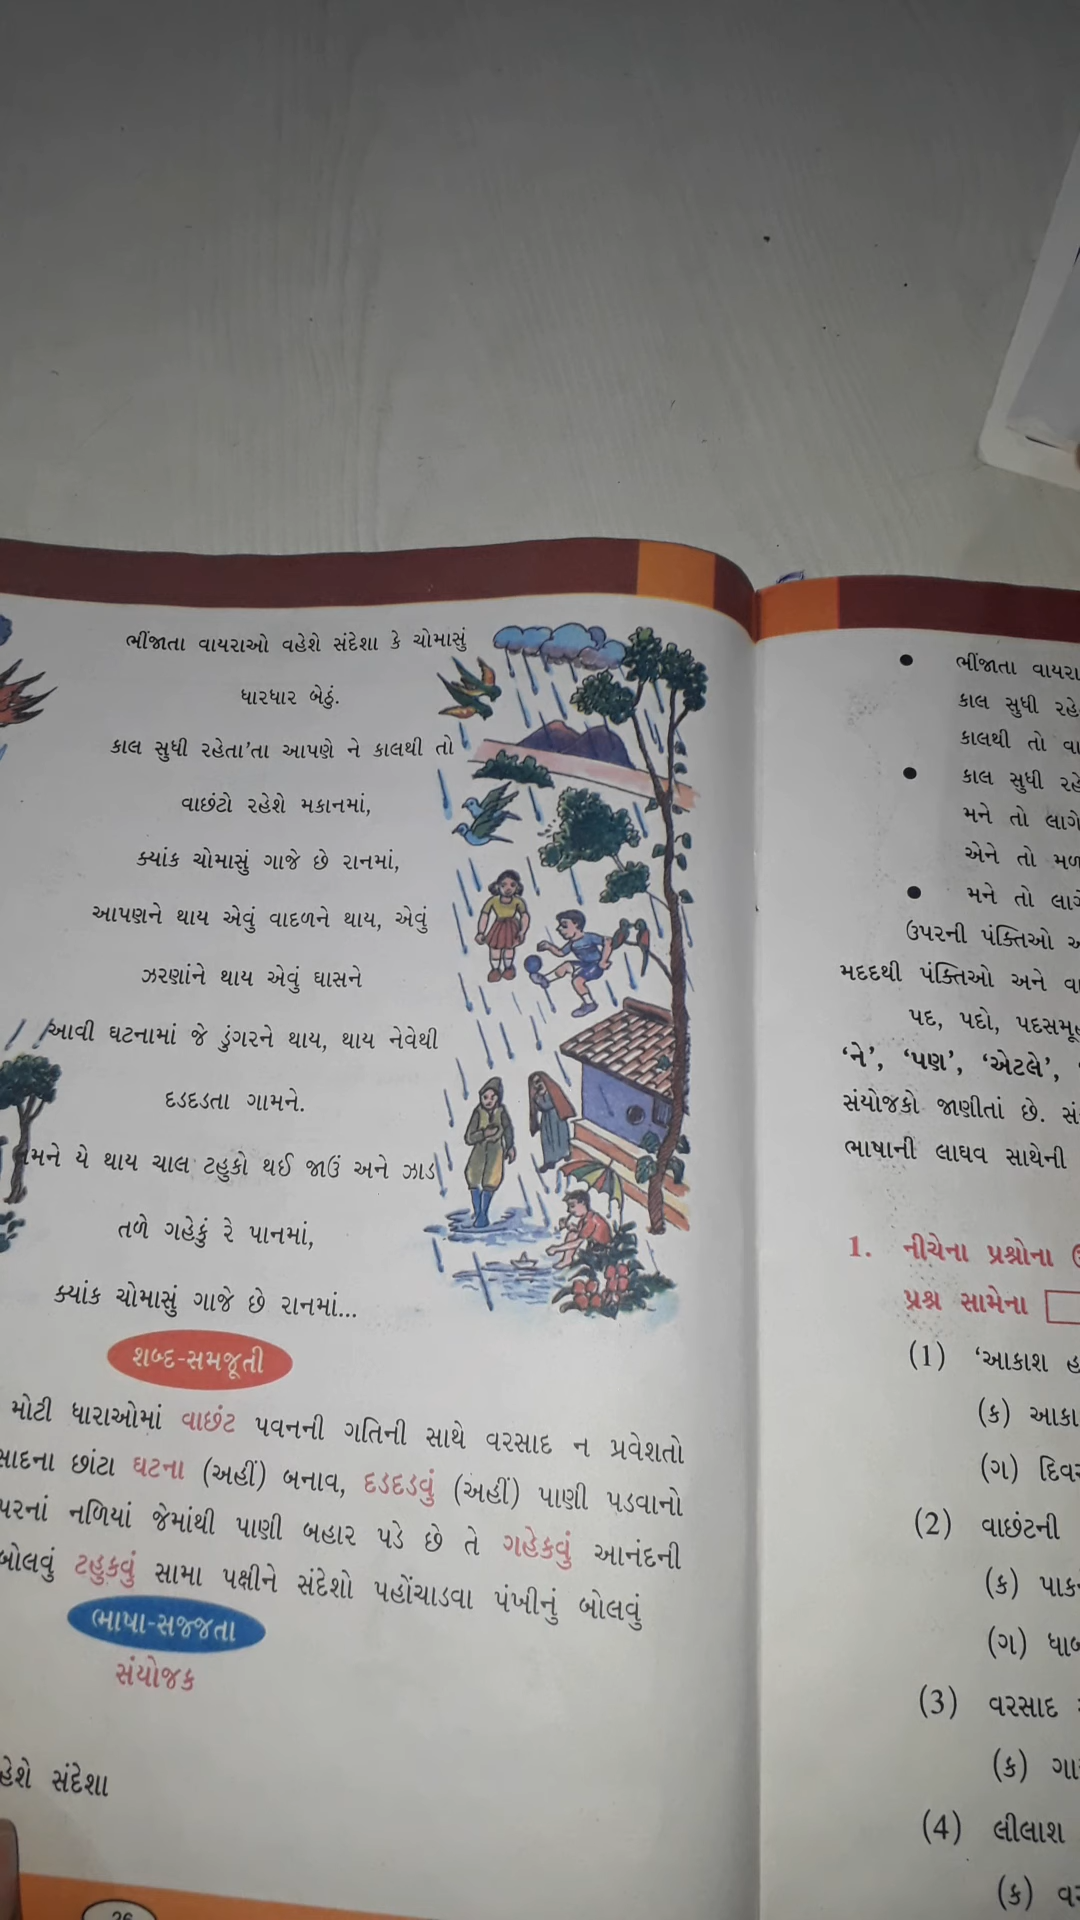 ભીંજાતા વાયરાઓ વહેશે સંદેશા કે ચોમાસું
ધારધાર બેઠું.
કાલ સુધી રહેતા'તા આપણે ને કાલથી તો
વાછંટો રહેશે મકાનમાં,
ક્યાંક ચોમાસું ગાજે છે રાનમાં,
આપણને થાય એવું વાદળને થાય, એવું
ઝરણાંને થાય એવું ઘાસને
આવી ઘટનામાં જે ડુંગરને થાય, થાય નેવેથી
દડદડતા ગામને.
મને યે થાય ચાલ ટહુકો થઈ જાઉં અને ઝાડ
તળે ગહેકું રે પાનમાં,
ક્યાંક ચોમાસું ગાજે છે રાનમાં...
શબ્દ-સમજૂતી
મોટી ધારાઓમાં વાછંટ પવનની ગતિની સાથે વરસાદ ન પ્રવેશતો
છાંટા ઘટના (અહીં) બનાવ, દડદડવું (અહીં) પાણી પડવાનો
નળિયાં જેમાંથી પાણી બહાર પડે છે તે ગહેકવું આનંદની
બોલવું ટહુકવું સામા પક્ષીને સંદેશો પહોંચાડવા પંખીનું બોલવું
ભાષા-સજ્જતા
સંયોજક
સંદેશા
● ભીંજાતા
કાલ સુધી
કાલથી તો
● કાલ સુધી
મને તો
એને તો
● મને તો
ઉપરની પંક્તિઓ
મદદથી પંક્તિઓ અને
પદ, પદો,
'ને', 'પણ', 'એટલે',
સંયોજકો જાણીતાં છે.
ભાષાની લાઘવ સાથેની
1. નીચેના પ્રશ્નોના
પ્રશ્ન સામેના
(1) 'આકાશ
(ક)
(ગ)
(2) વાછંટની
(ક)
(ગ)
(3) વરસાદ
(ક)
(4) લીલાશ
(ક)